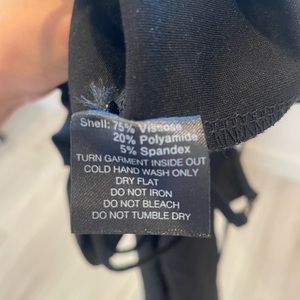 Shell: 75% Viscose
20% Polyamide
5% Spandex
TURN GARMENT INSIDE OUT
COLD HAND WASH ONLY
DRY FLAT
DO NOT IRON
DO NOT BLEACH
DO NOT TUMBLE DRY